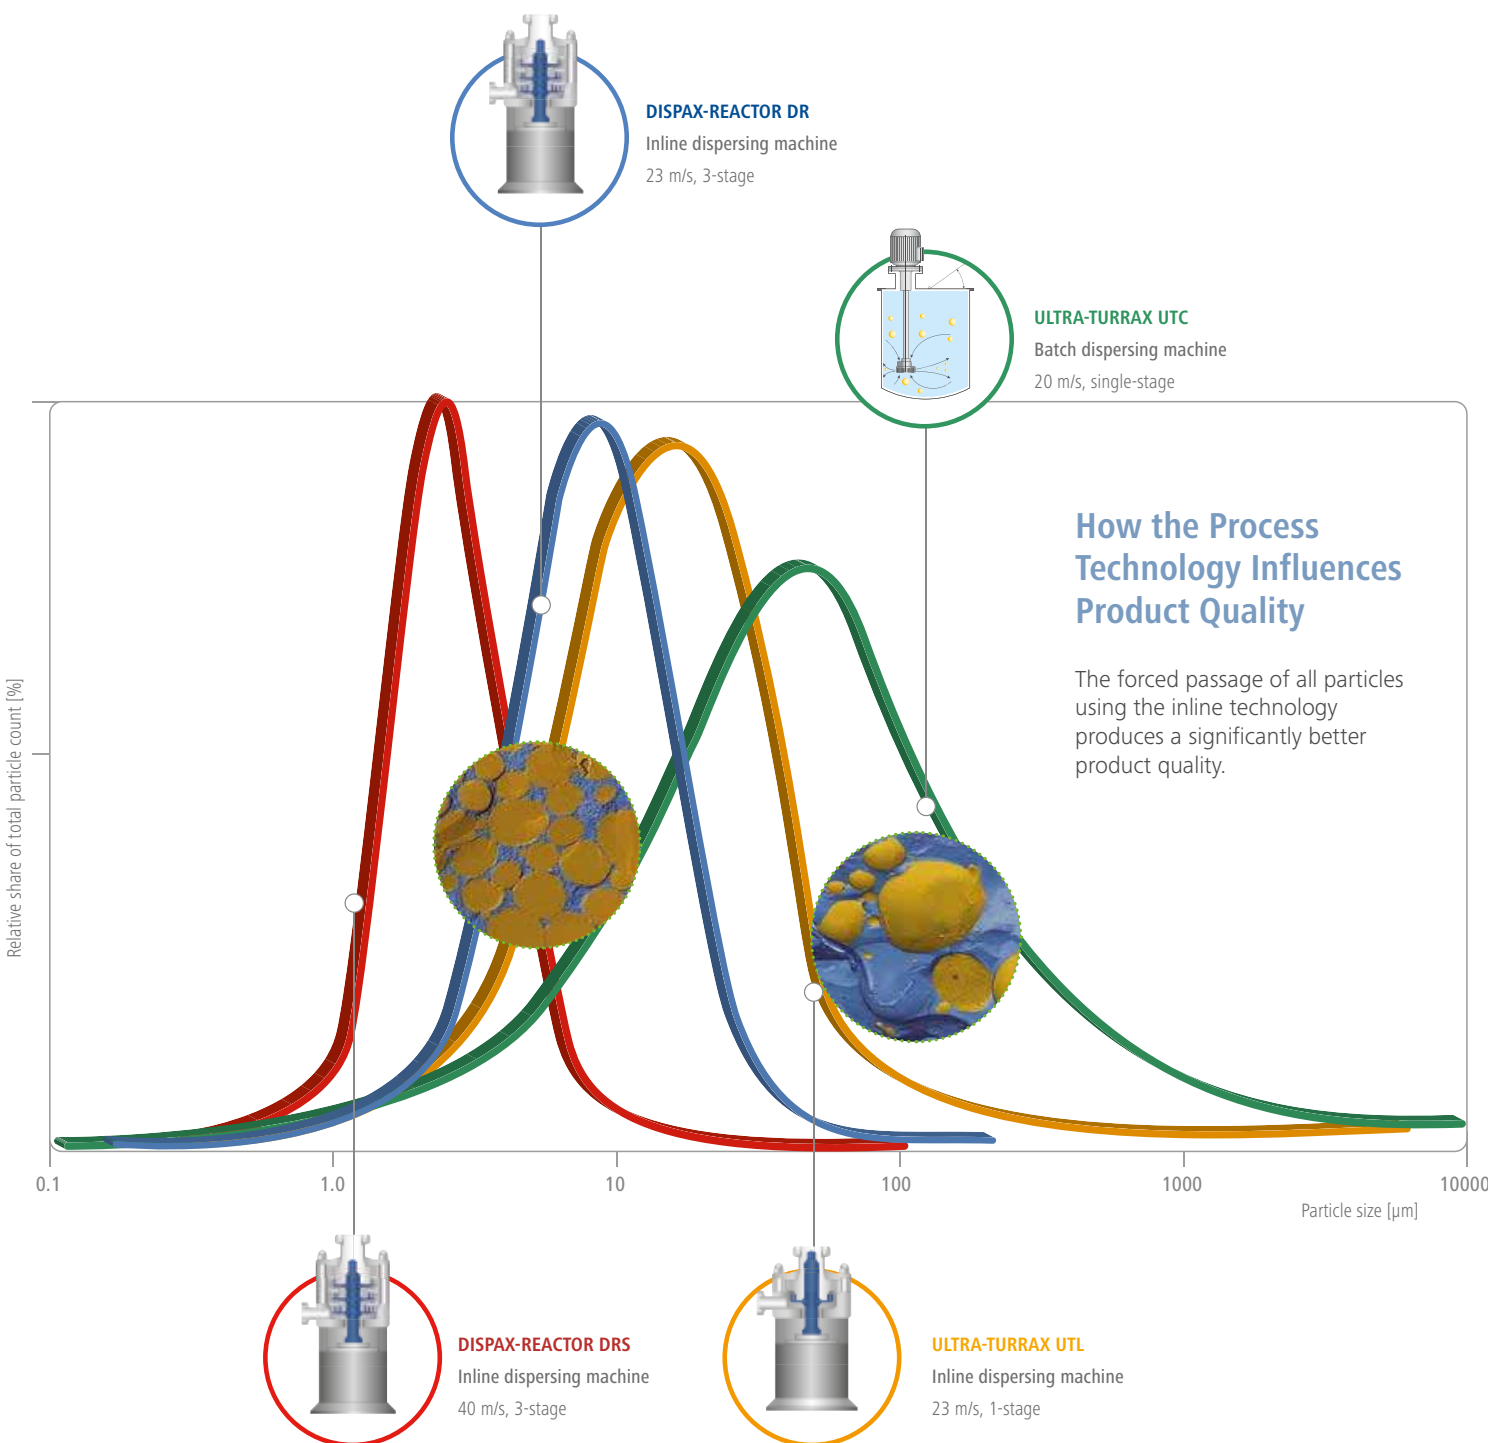 DISPAX-REACTOR DR
Inline dispersing machine
23 m/s, 3-stage
ULTRA-TURRAX UTC
Batch dispersing machine
20 m/s, single-stage
How the Process
Technology Influences
Product Quality
The forced passage of all particles
using the inline technology
produces a significantly better
product quality.
Relative share of total particle count [%]
0.1
1.0
10
100
1000
10000
Particle size [µm]
DISPAX-REACTOR DRS
Inline dispersing machine
40 m/s, 3-stage
ULTRA-TURRAX UTL
Inline dispersing machine
23 m/s, 1-stage